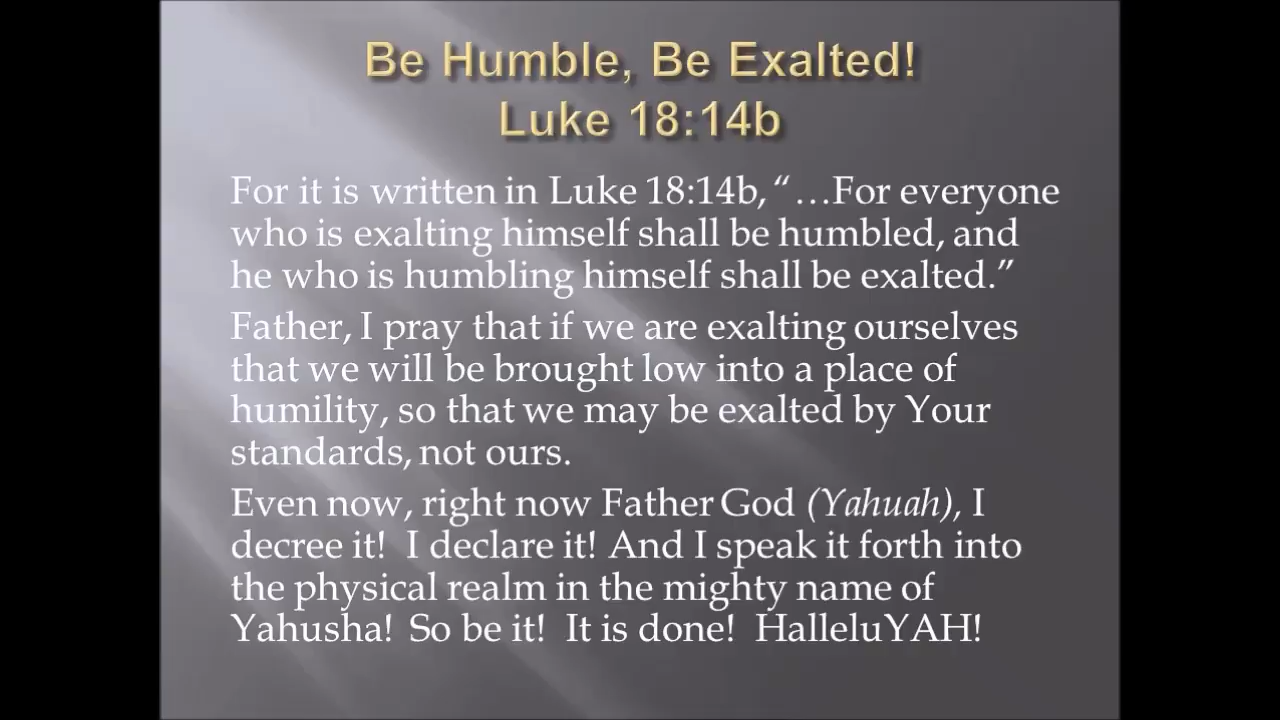 Be Humble, Be Exalted!
Luke 18:14b
For it is written in Luke 18:14b, “…For everyone
who is exalting himself shall be humbled, and
he who is humbling himself shall be exalted.”
Father, I pray that if we are exalting ourselves
that we will be brought low into a place of
humility, so that we may be exalted by Your
standards, not ours.
Even now, right now Father God (Yahuah), I
decree it!  I declare it! And I speak it forth into
the physical realm in the mighty name of
Yahusha!  So be it!  It is done!  HalleluYAH!